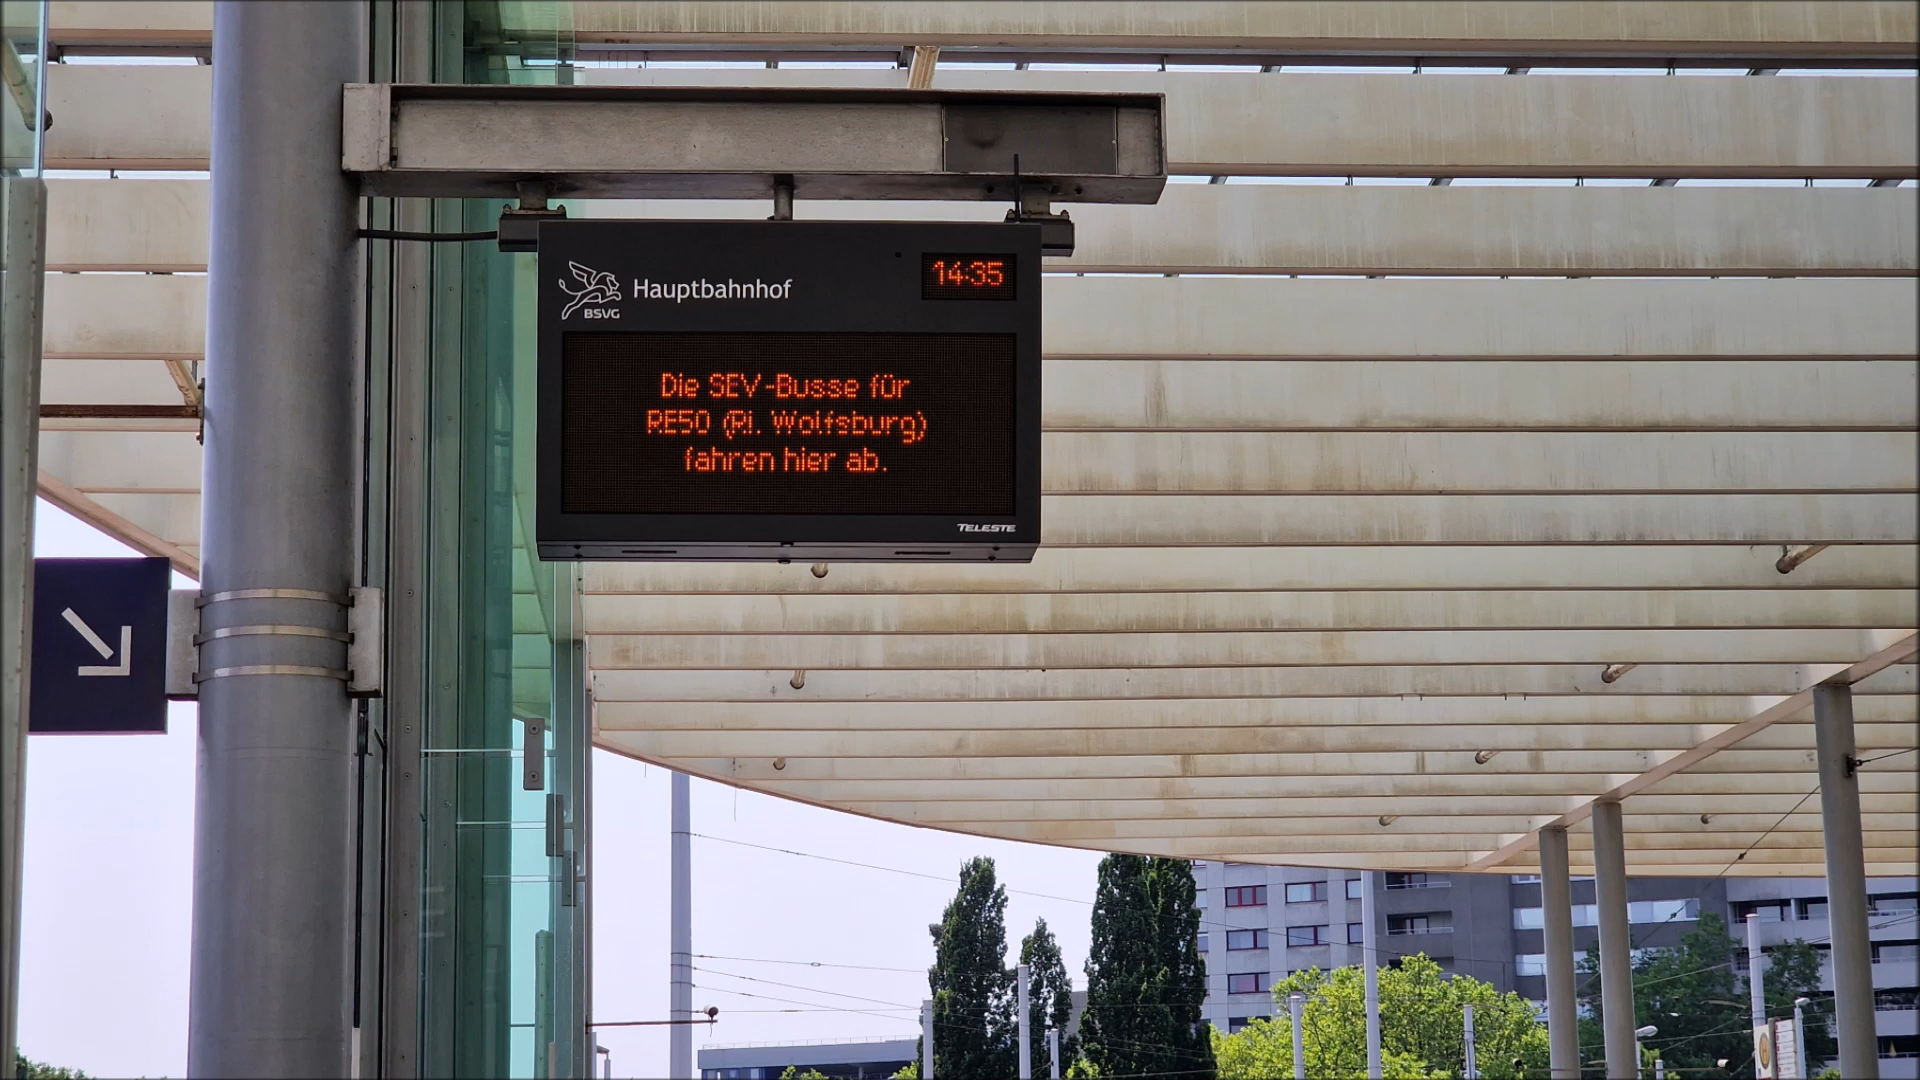 Hauptbahnhof
BSVG
14:35
Die SEV-Busse für
RE50 (Ri. Wolfsburg)
fahren hier ab.
TELESTE